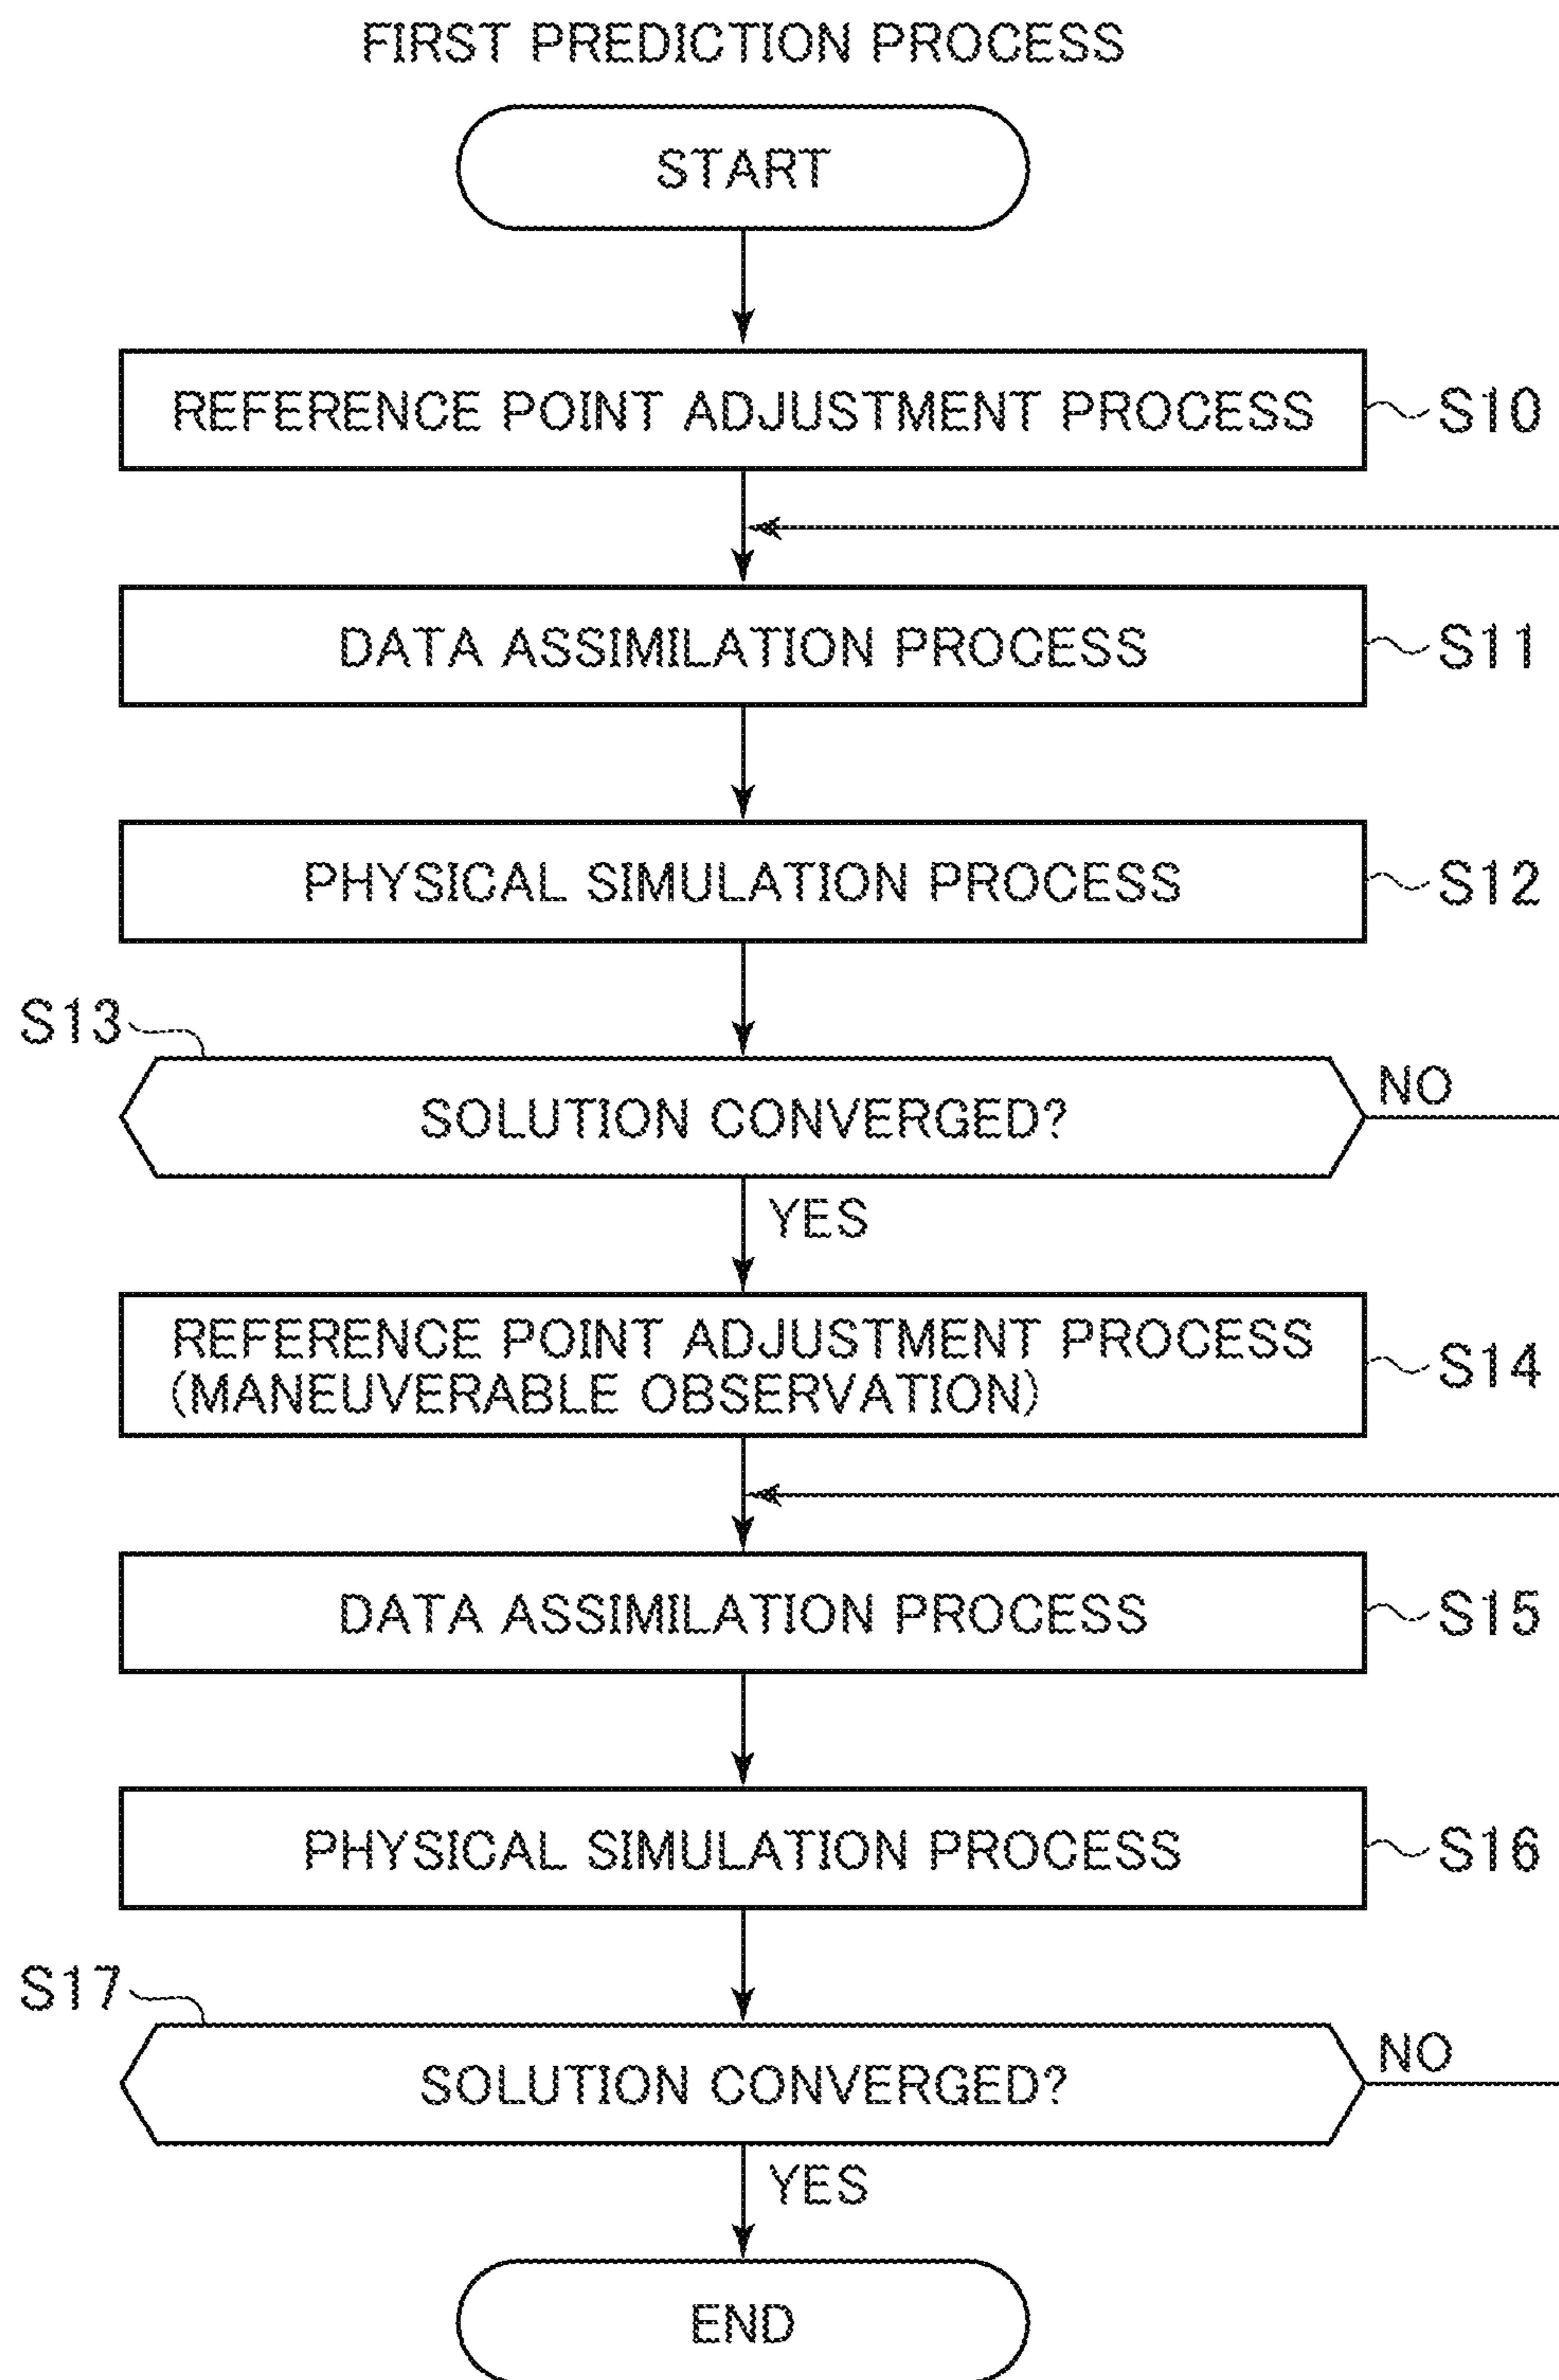 FIRST PREDICTION PROCESS
START
REFERENCE POINT ADJUSTMENT PROCESS
S10
DATA ASSIMILATION PROCESS
S11
PHYSICAL SIMULATION PROCESS
S12
S13
SOLUTION CONVERGED?
NO
YES
REFERENCE POINT ADJUSTMENT PROCESS
(MANEUVERABLE OBSERVATION)
S14
DATA ASSIMILATION PROCESS
S15
PHYSICAL SIMULATION PROCESS
S16
S17
SOLUTION CONVERGED?
NO
YES
END